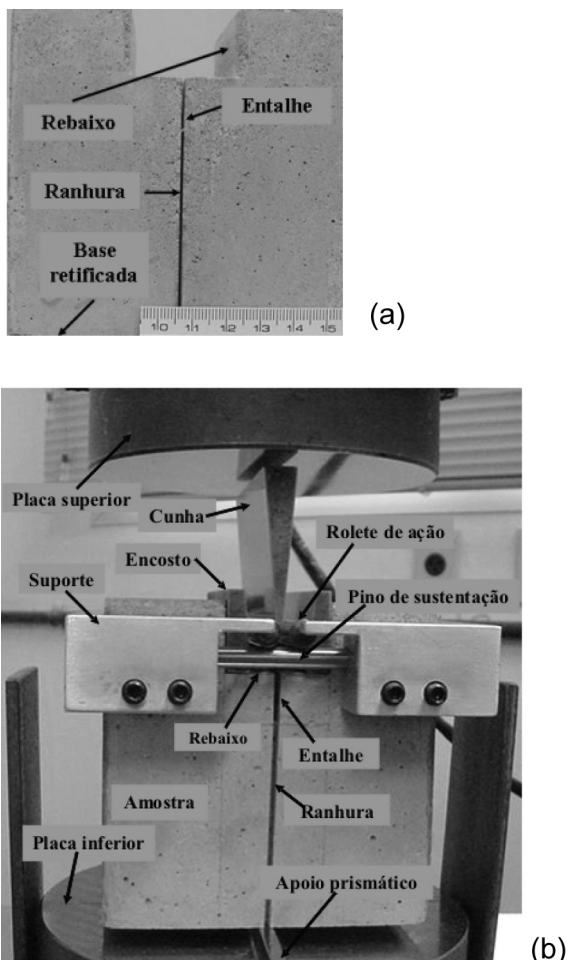 Rebaixo
Entalhe
Ranhura
Base
retificada
10 11 12 13 14 15
(a)
Placa superior
Cunha
Rolete de ação
Encosto
Suporte
Pino de sustentação
Rebaixo
Entalhe
Amostra
Ranhura
Placa inferior
Apoio prismático
(b)